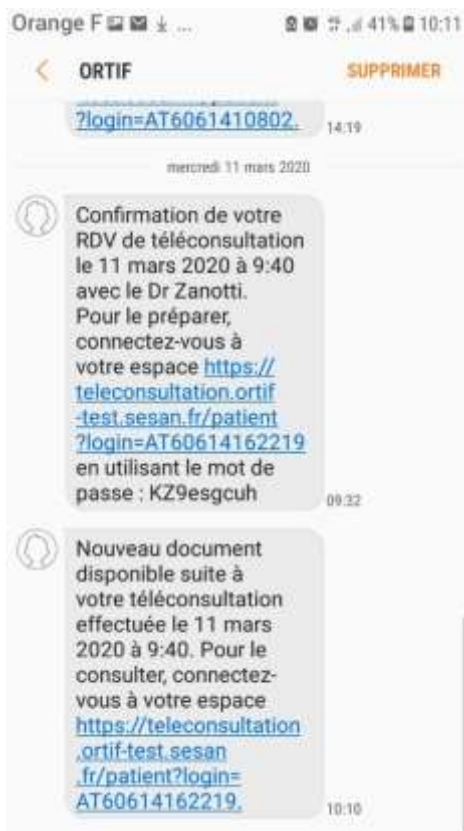 Orange F ... 41% 10:11
ORTIF SUPPRIMER
?login=AT6061410802.
14:19
mercredi 11 mars 2020
Confirmation de votre
RDV de téléconsultation
le 11 mars 2020 à 9:40
avec le Dr Zanotti.
Pour le préparer,
connectez-vous à
votre espace https://
teleconsultation.ortif
-test.sesan.fr/patient
?login=AT60614162219
en utilisant le mot de
passe : KZ9esgcuh
09:32
Nouveau document
disponible suite à
votre téléconsultation
effectuée le 11 mars
2020 à 9:40. Pour le
consulter, connectez-
vous à votre espace
https://teleconsultation
.ortif-test.sesan
.fr/patient?login=
AT60614162219.
10:10